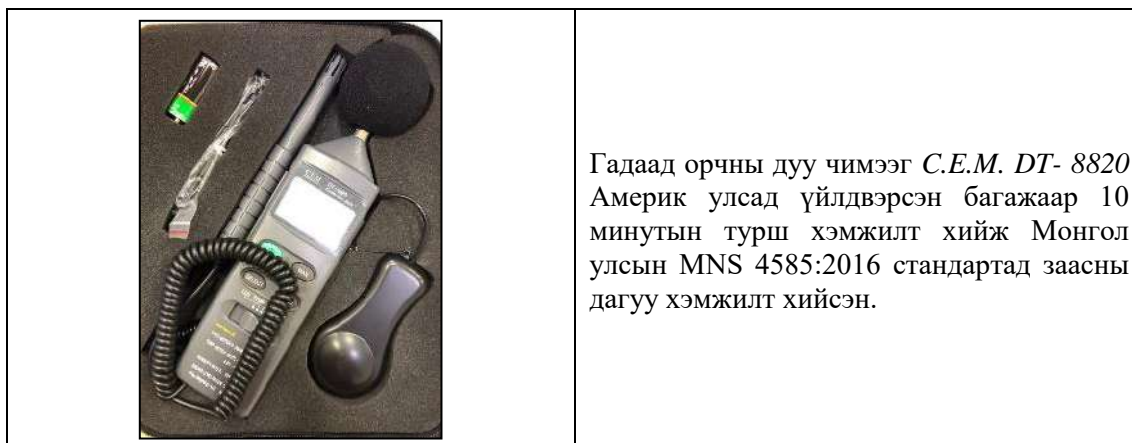 Гадаад орчны дуу чимээг C.E.M. DT- 8820
Америк улсад үйлдвэрсэн багажаар 10
минутын турш хэмжилт хийж Монгол
улсын MNS 4585:2016 стандартад заасны
дагуу хэмжилт хийсэн.